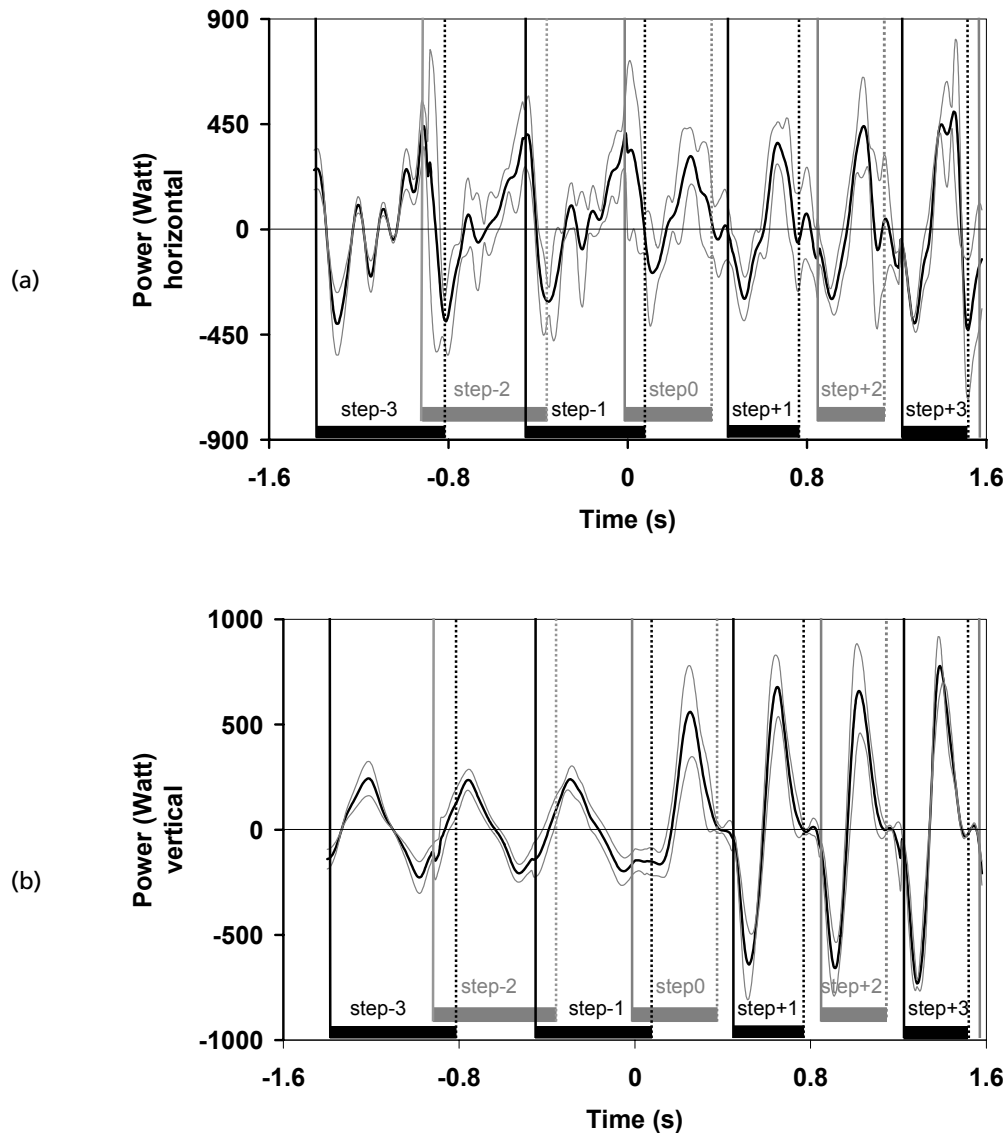 (a)
Power (Watt)
horizontal
900
450
0
-450
-900
step-3
step-2
step-1
step0
step+1
step+2
step+3
-1.6
-0.8
0
0.8
1.6
Time (s)
(b)
Power (Watt)
vertical
1000
500
0
-500
-1000
step-3
step-2
step-1
step0
step+1
step+2
step+3
-1.6
-0.8
0
0.8
1.6
Time (s)